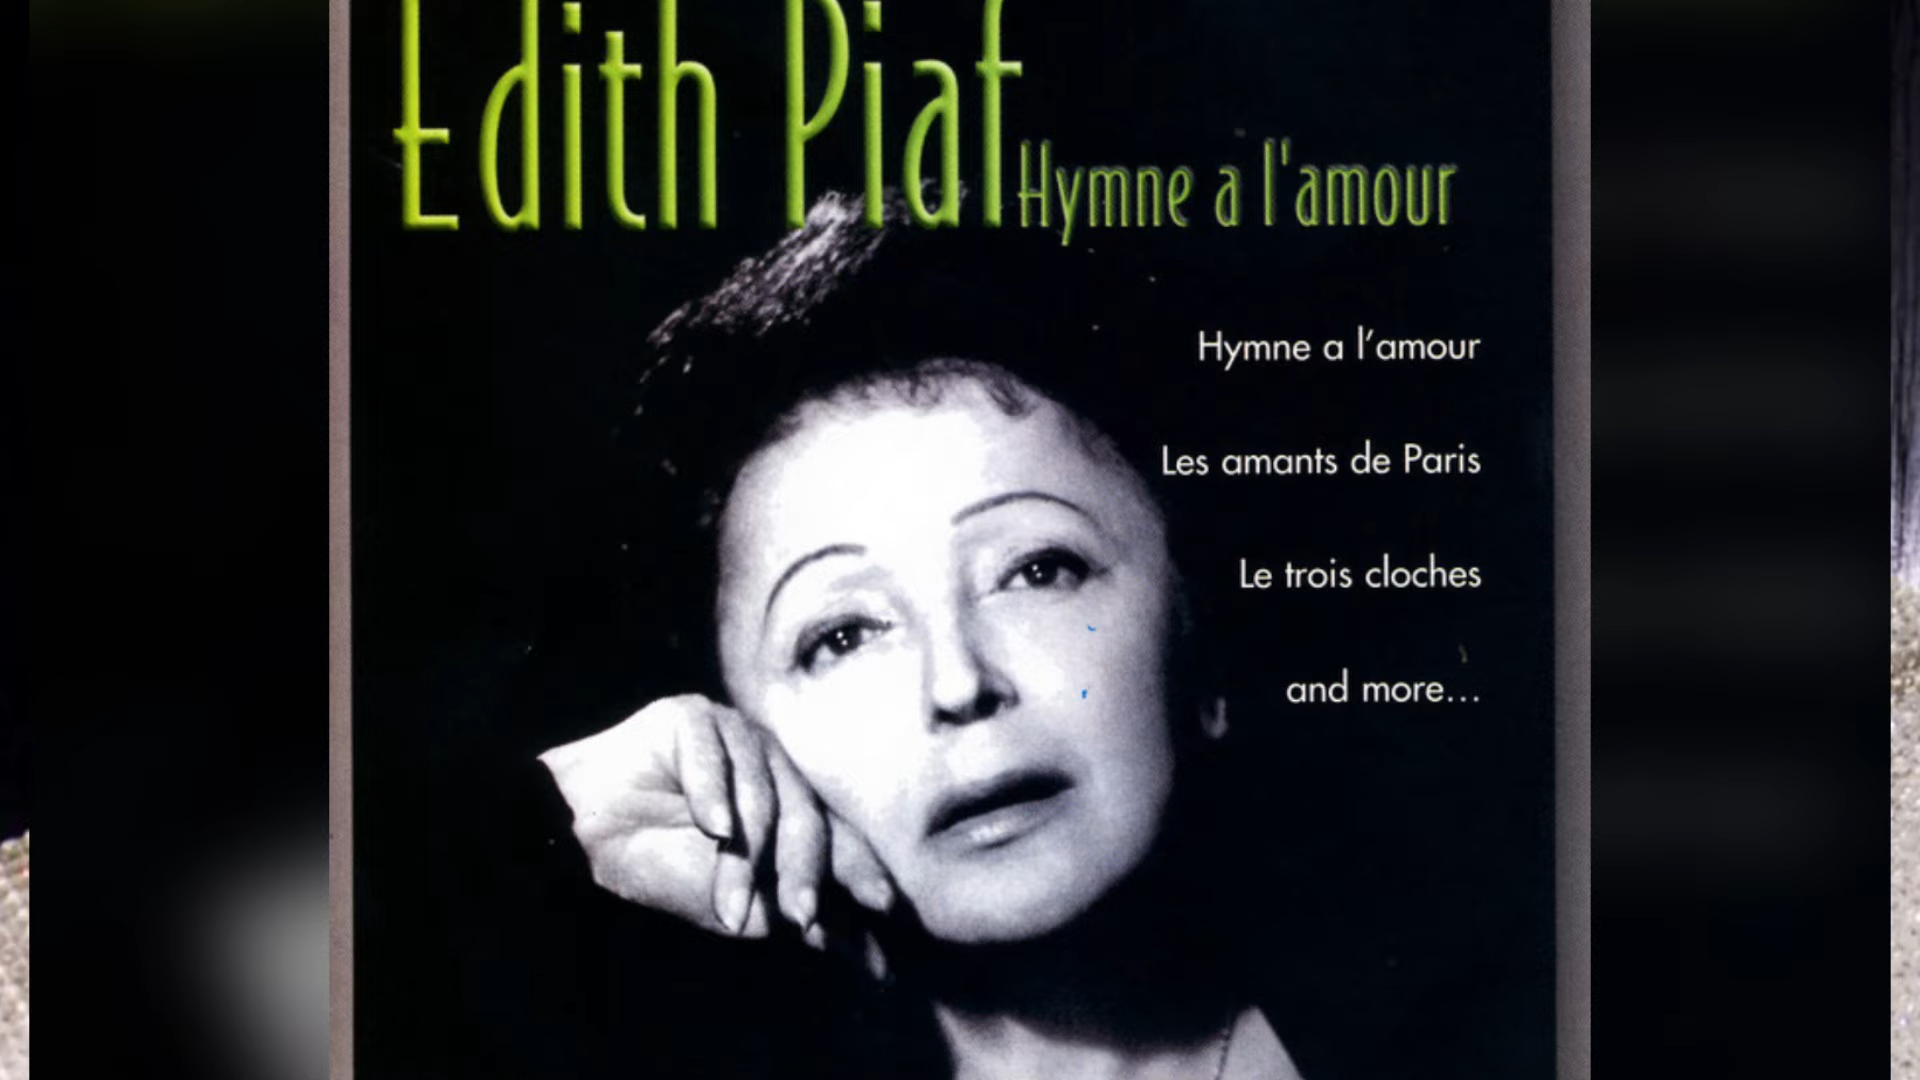 Edith Piaf Hymne a l'amour
Hymne a l’amour
Les amants de Paris
Le trois cloches
and more...